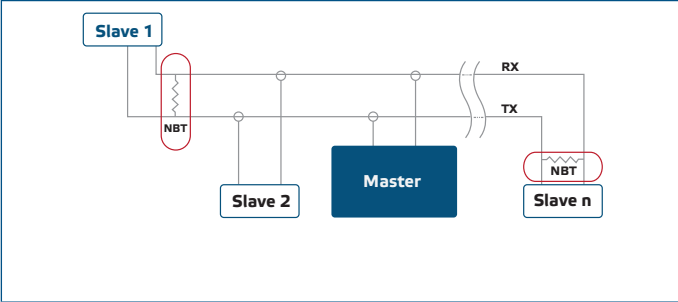 Slave 1
RX
TX
NBT
NBT
Master
Slave 2
Slave n